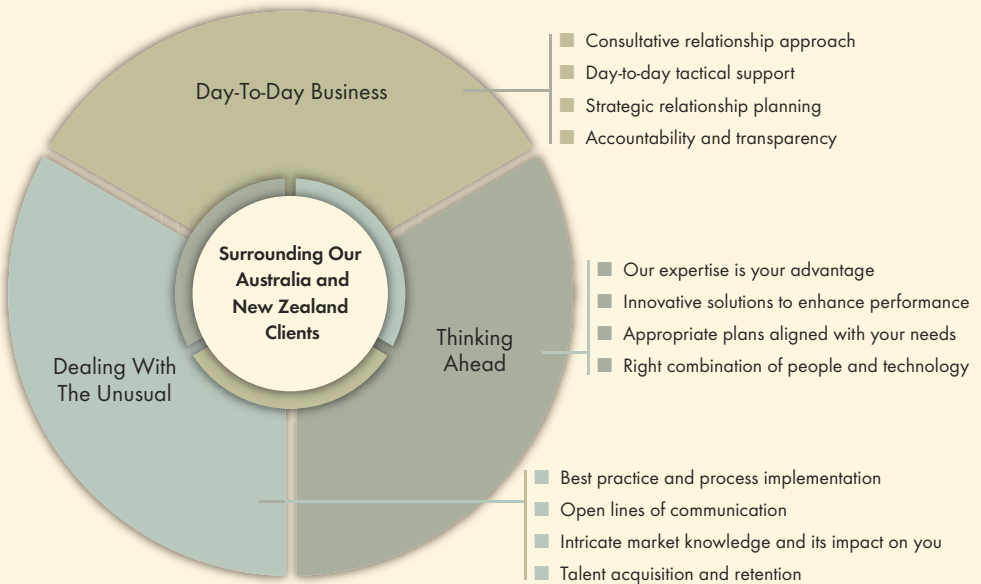 Day-To-Day Business
Consultative relationship approach
Day-to-day tactical support
Strategic relationship planning
Accountability and transparency
Surrounding Our
Australia and
New Zealand
Clients
Thinking
Ahead
Our expertise is your advantage
Innovative solutions to enhance performance
Appropriate plans aligned with your needs
Right combination of people and technology
Dealing With
The Unusual
Best practice and process implementation
Open lines of communication
Intricate market knowledge and its impact on you
Talent acquisition and retention